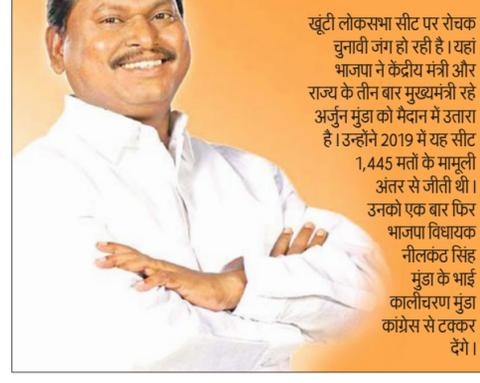 खूंटी लोकसभा सीट पर रोचक
चुनावी जंग हो रही है। यहां
भाजपा ने केंद्रीय मंत्री और
राज्य के तीन बार मुख्यमंत्री रहे
अर्जुन मुंडा को मैदान में उतारा
है। उन्होंने 2019 में यह सीट
1,445 मतों के मामूली
अंतर से जीती थी।
उनको एक बार फिर
भाजपा विधायक
नीलकंठ सिंह
मुंडा के भाई
कालीचरण मुंडा
कांग्रेस से टक्कर
देंगे।